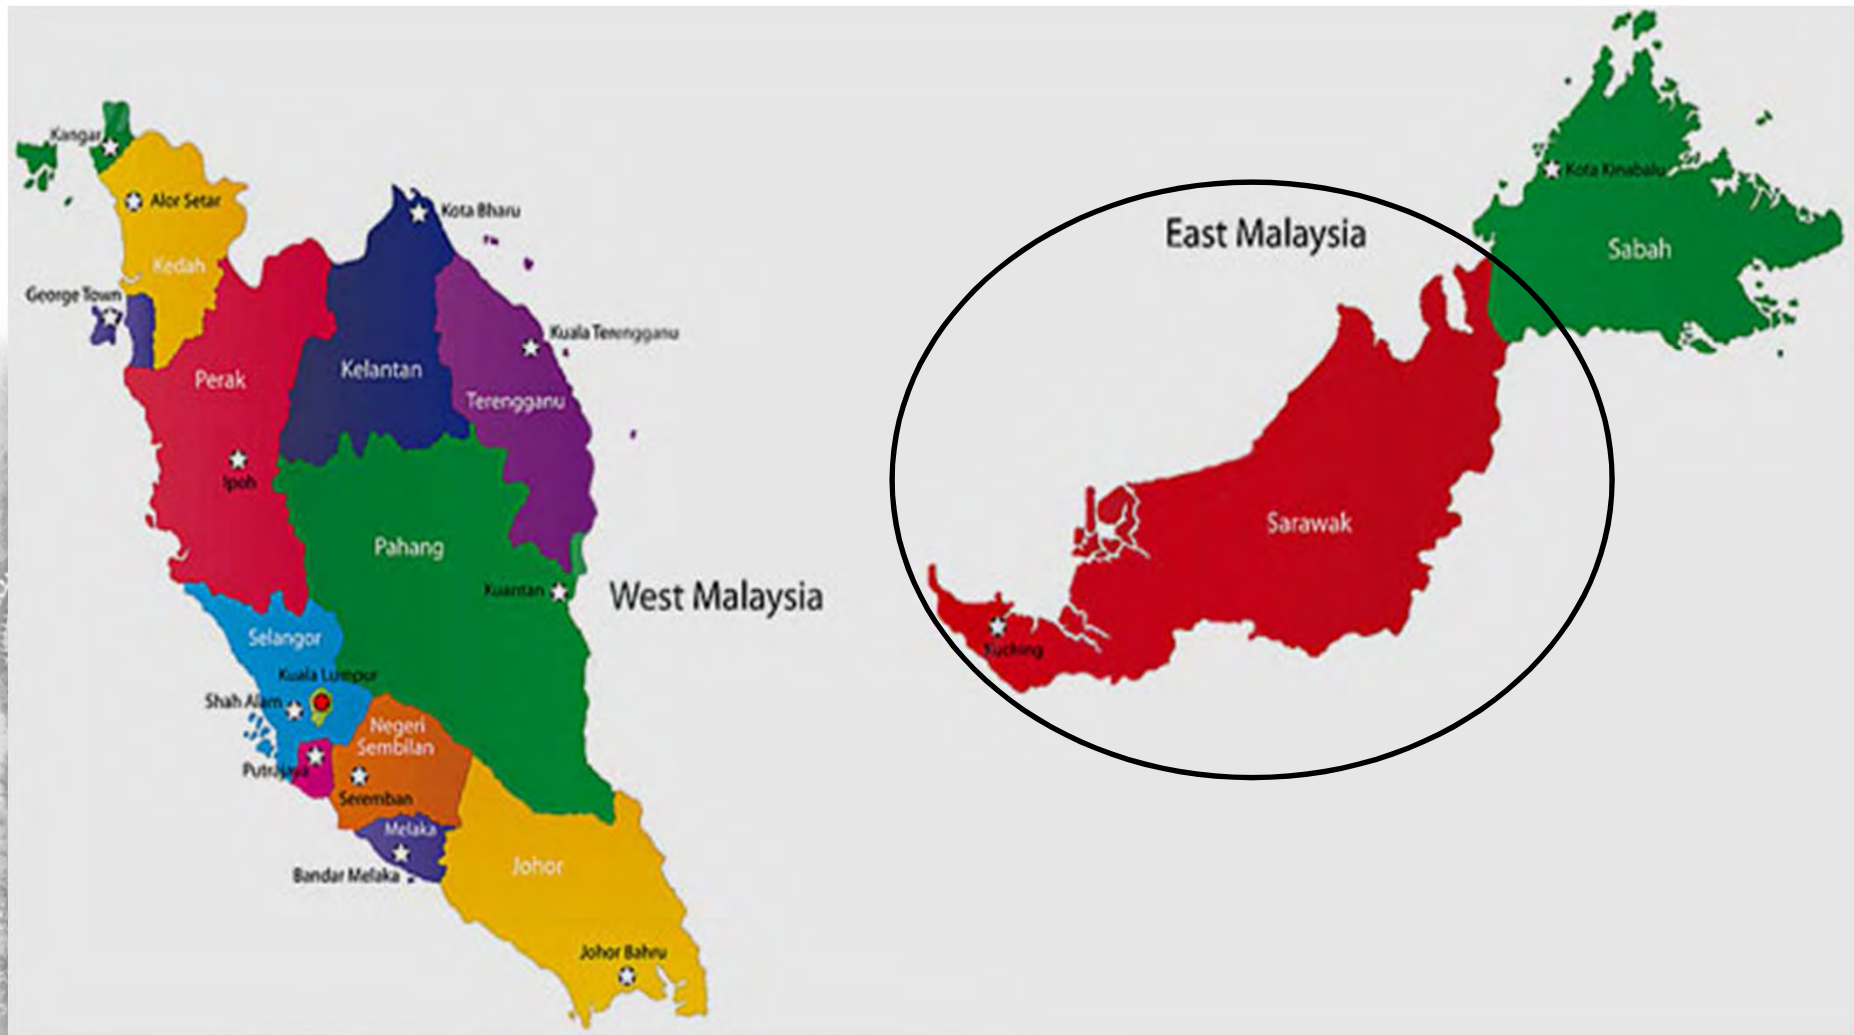 Kangar
Alor Setar
Kedah
George Town
Kota Bharu
Kuala Terengganu
Perak
Kelantan
Terengganu
Ipoh
Pahang
Kuantan
West Malaysia
Selangor
Kuala Lumpur
Shah Alam
Negeri
Sembilan
Putrajaya
Seremban
Melaka
Bandar Melaka
Johor
Johor Bahru
East Malaysia
Kota Kinabalu
Sabah
Sarawak
Kuching